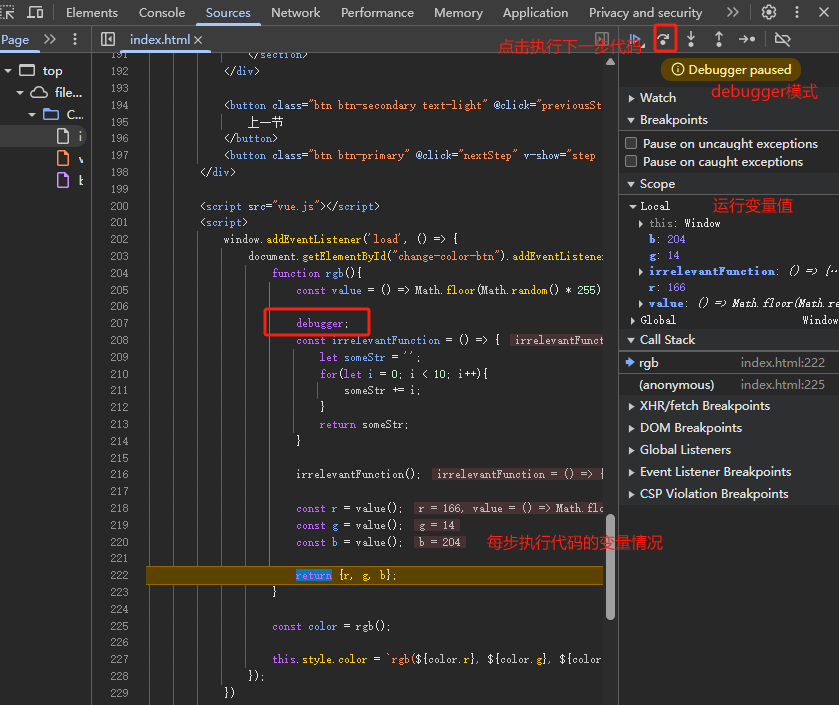 Elements Console Sources Network Performance Memory Application Privacy and security
Page index.html
点击执行下一步代码
top
file...
C...
191 </section>
192 </div>
193
194 <button class="btn btn-secondary text-light" @click="previousSt
195 上一节
196 </button>
197 <button class="btn btn-primary" @click="nextStep" v-show="step
198 </div>
199
200 <script src="vue.js"></script>
201 <script>
202 window.addEventListener('load', () => {
203 document.getElementById("change-color-btn").addEventListener
204 function rgb(){
205 const value = () => Math.floor(Math.random() * 255)
206
207 debugger;
208 const irrelevantFunction = () => { irrelevantFunct
209 let someStr = '';
210 for(let i = 0; i < 10; i++){
211 someStr += i;
212 }
213 return someStr;
214 }
215
216 irrelevantFunction(); irrelevantFunction = () => {
217
218 const r = value(); r = 166, value = () => Math.flo
219 const g = value(); g = 14
220 const b = value(); b = 204
每步执行代码的变量情况
221
222 return {r, g, b};
223 }
224
225 const color = rgb();
226
227 this.style.color = `rgb(${color.r}, ${color.g}, ${color
228 });
229 })
Debugger paused
debugger模式
Watch
Breakpoints
Pause on uncaught exceptions
Pause on caught exceptions
Scope
Local
运行变量值
this: Window
b: 204
g: 14
irrelevantFunction: () => {…
r: 166
value: () => Math.floor(Math.ra
Global Window
Call Stack
rgb index.html:222
(anonymous) index.html:225
XHR/fetch Breakpoints
DOM Breakpoints
Global Listeners
Event Listener Breakpoints
CSP Violation Breakpoints